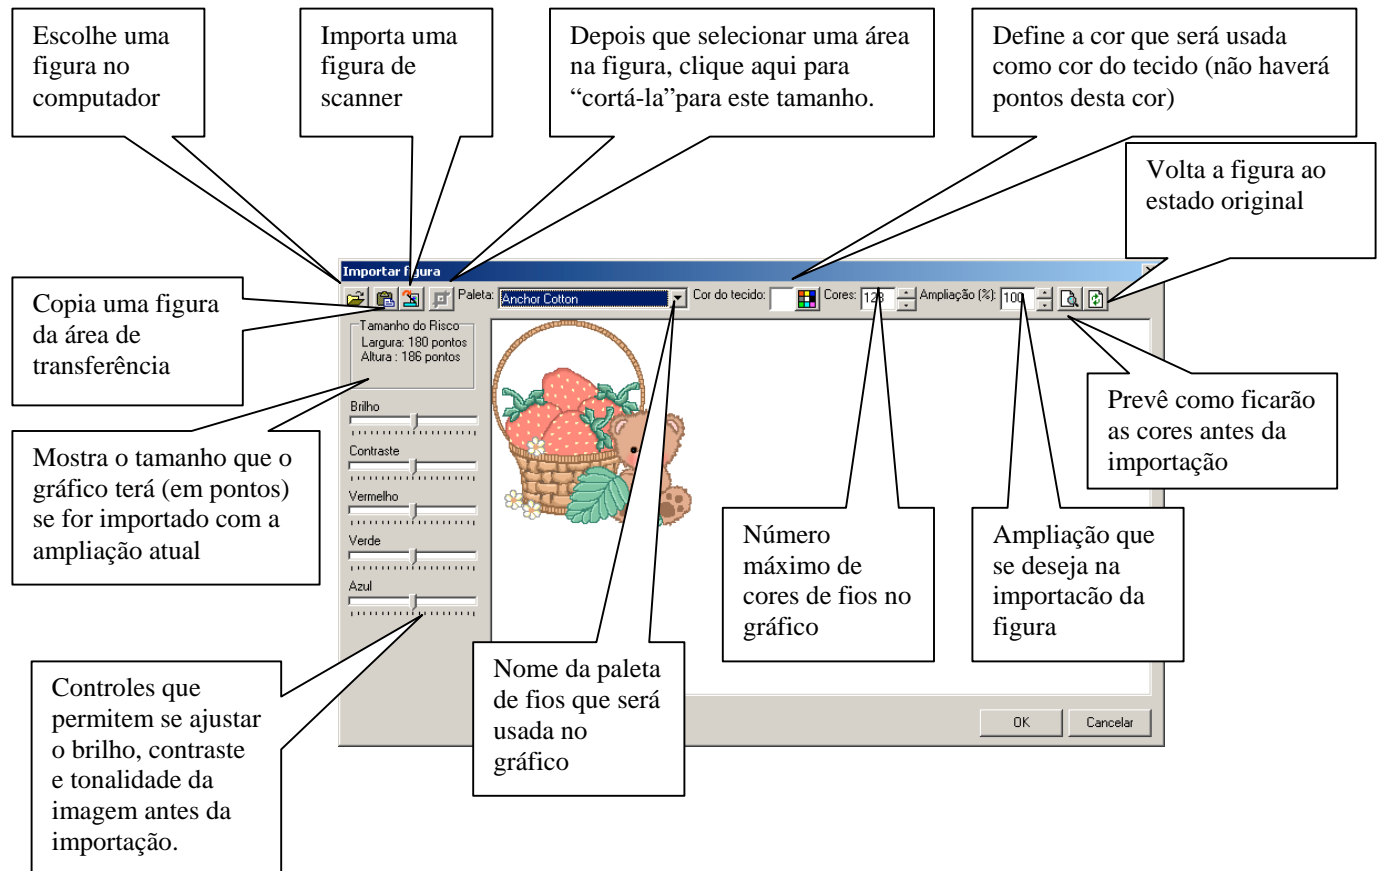 Escolhe uma
figura no
computador
Importa uma
figura de
scanner
Depois que selecionar uma área
na figura, clique aqui para
“cortá-la”para este tamanho.
Define a cor que será usada
como cor do tecido (não haverá
pontos desta cor)
Volta a figura ao
estado original
Copia uma figura
da área de
transferência
Importar figura
Paleta:
Anchor Cotton
Cor do tecido:
Cores:
128
Ampliação (%):
100
Tamanho do Risco
Largura: 180 pontos
Altura : 186 pontos
Brilho
Contraste
Vermelho
Verde
Azul
Mostra o tamanho que o
gráfico terá (em pontos)
se for importado com a
ampliação atual
Prevê como ficarão
as cores antes da
importação
Número
máximo de
cores de fios no
gráfico
Ampliação que
se deseja na
importacão da
figura
Nome da paleta
de fios que será
usada no
gráfico
Controles que
permitem se ajustar
o brilho, contraste
e tonalidade da
imagem antes da
importação.
OK
Cancelar